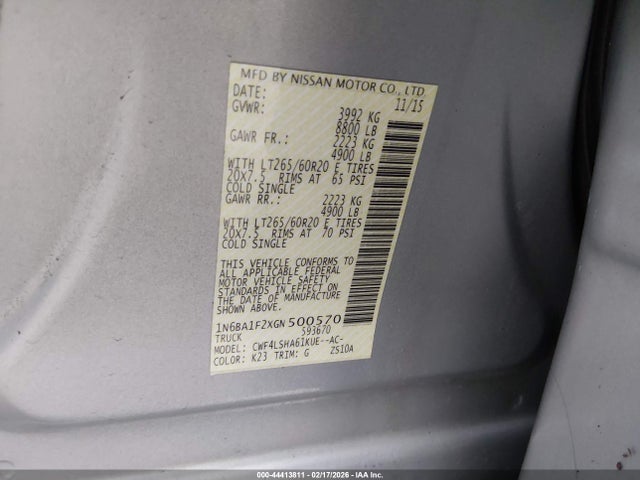 MFD BY NISSAN MOTOR CO., LTD
DATE: 11/15
GVWR: 3992 KG
8800 LB
GAWR FR.: 2223 KG
4900 LB
WITH LT265/60R20 E TIRES
20X7.5 RIMS AT 65 PSI
COLD SINGLE
GAWR RR.: 2223 KG
4900 LB
WITH LT265/60R20 E TIRES
20X7.5 RIMS AT 70 PSI
COLD SINGLE
THIS VEHICLE CONFORMS TO
ALL APPLICABLE FEDERAL
MOTOR VEHICLE SAFETY
STANDARDS IN EFFECT ON
THE DATE OF MANUFACTURE
SHOWN ABOVE.
1N6BA1F2XGN500570
TRUCK 593670
MODEL: CWF4LSHA61KUE--AC-
COLOR: K23 TRIM: G ZS10A
000-44413811 - 02/17/2026 - IAAI.COM